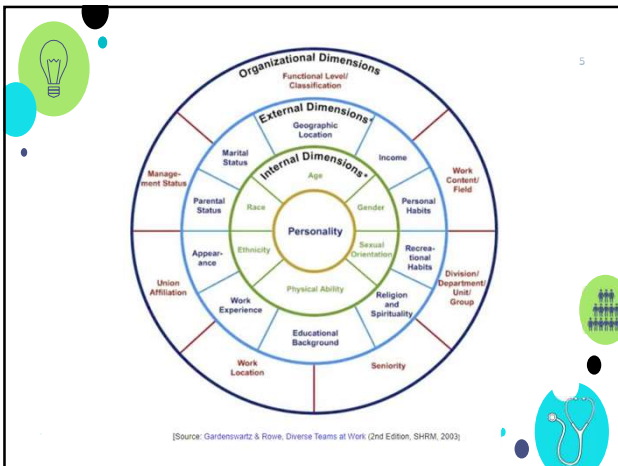 5
Organizational Dimensions
Functional Level/
Classification
External Dimensions*
Geographic
Location
Marital
Status
Income
Manage-
ment Status
Work
Content/
Field
Internal Dimensions*
Age
Parental
Status
Personal
Habits
Race
Gender
Personality
Ethnicity
Sexual
Orientation
Appear-
ance
Recrea-
tional
Habits
Union
Affiliation
Division/
Department/
Unit/
Group
Physical Ability
Work
Experience
Religion
and
Spirituality
Educational
Background
Work
Location
Seniority
[Source: Gardenswartz & Rowe, Diverse Teams at Work (2nd Edition, SHRM, 2003)